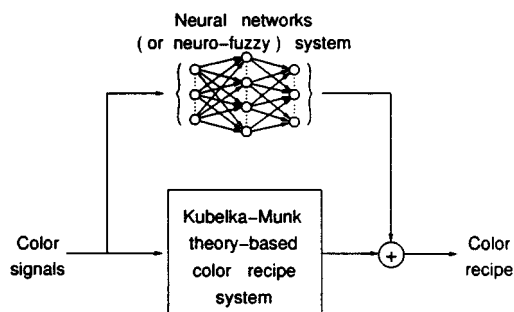 Neural networks
( or neuro-fuzzy ) system
Kubelka-Munk
theory-based
color recipe
system
Color
signals
+
Color
recipe